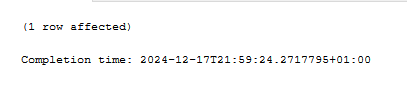 (1 row affected)
Completion time: 2024-12-17T21:59:24.2717795+01:00